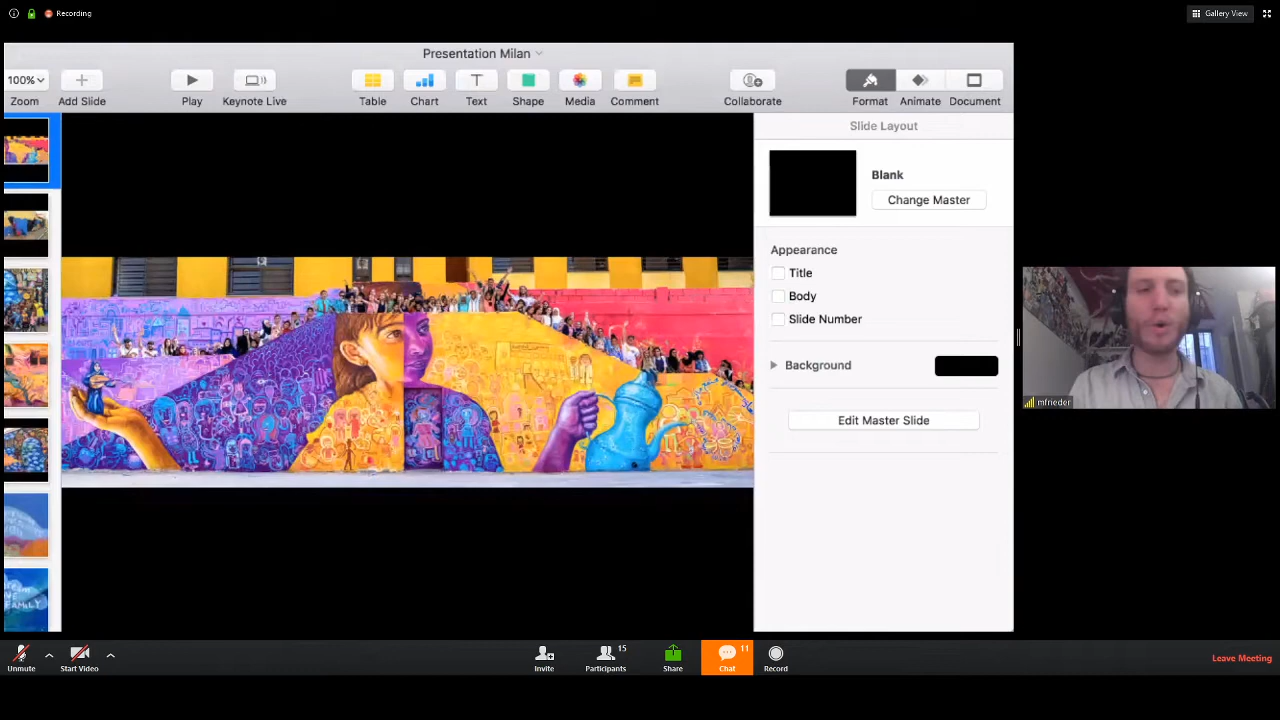 Recording
Gallery View
Presentation Milan
100%
Zoom
Add Slide
Play
Keynote Live
Table
Chart
Text
Shape
Media
Comment
Collaborate
Format
Animate
Document
Slide Layout
Blank
Change Master
Appearance
Title
Body
Slide Number
Background
Edit Master Slide
mfrieder
FAMILY
Unmute
Start Video
Invite
Participants
15
Share
Chat
11
Record
Leave Meeting